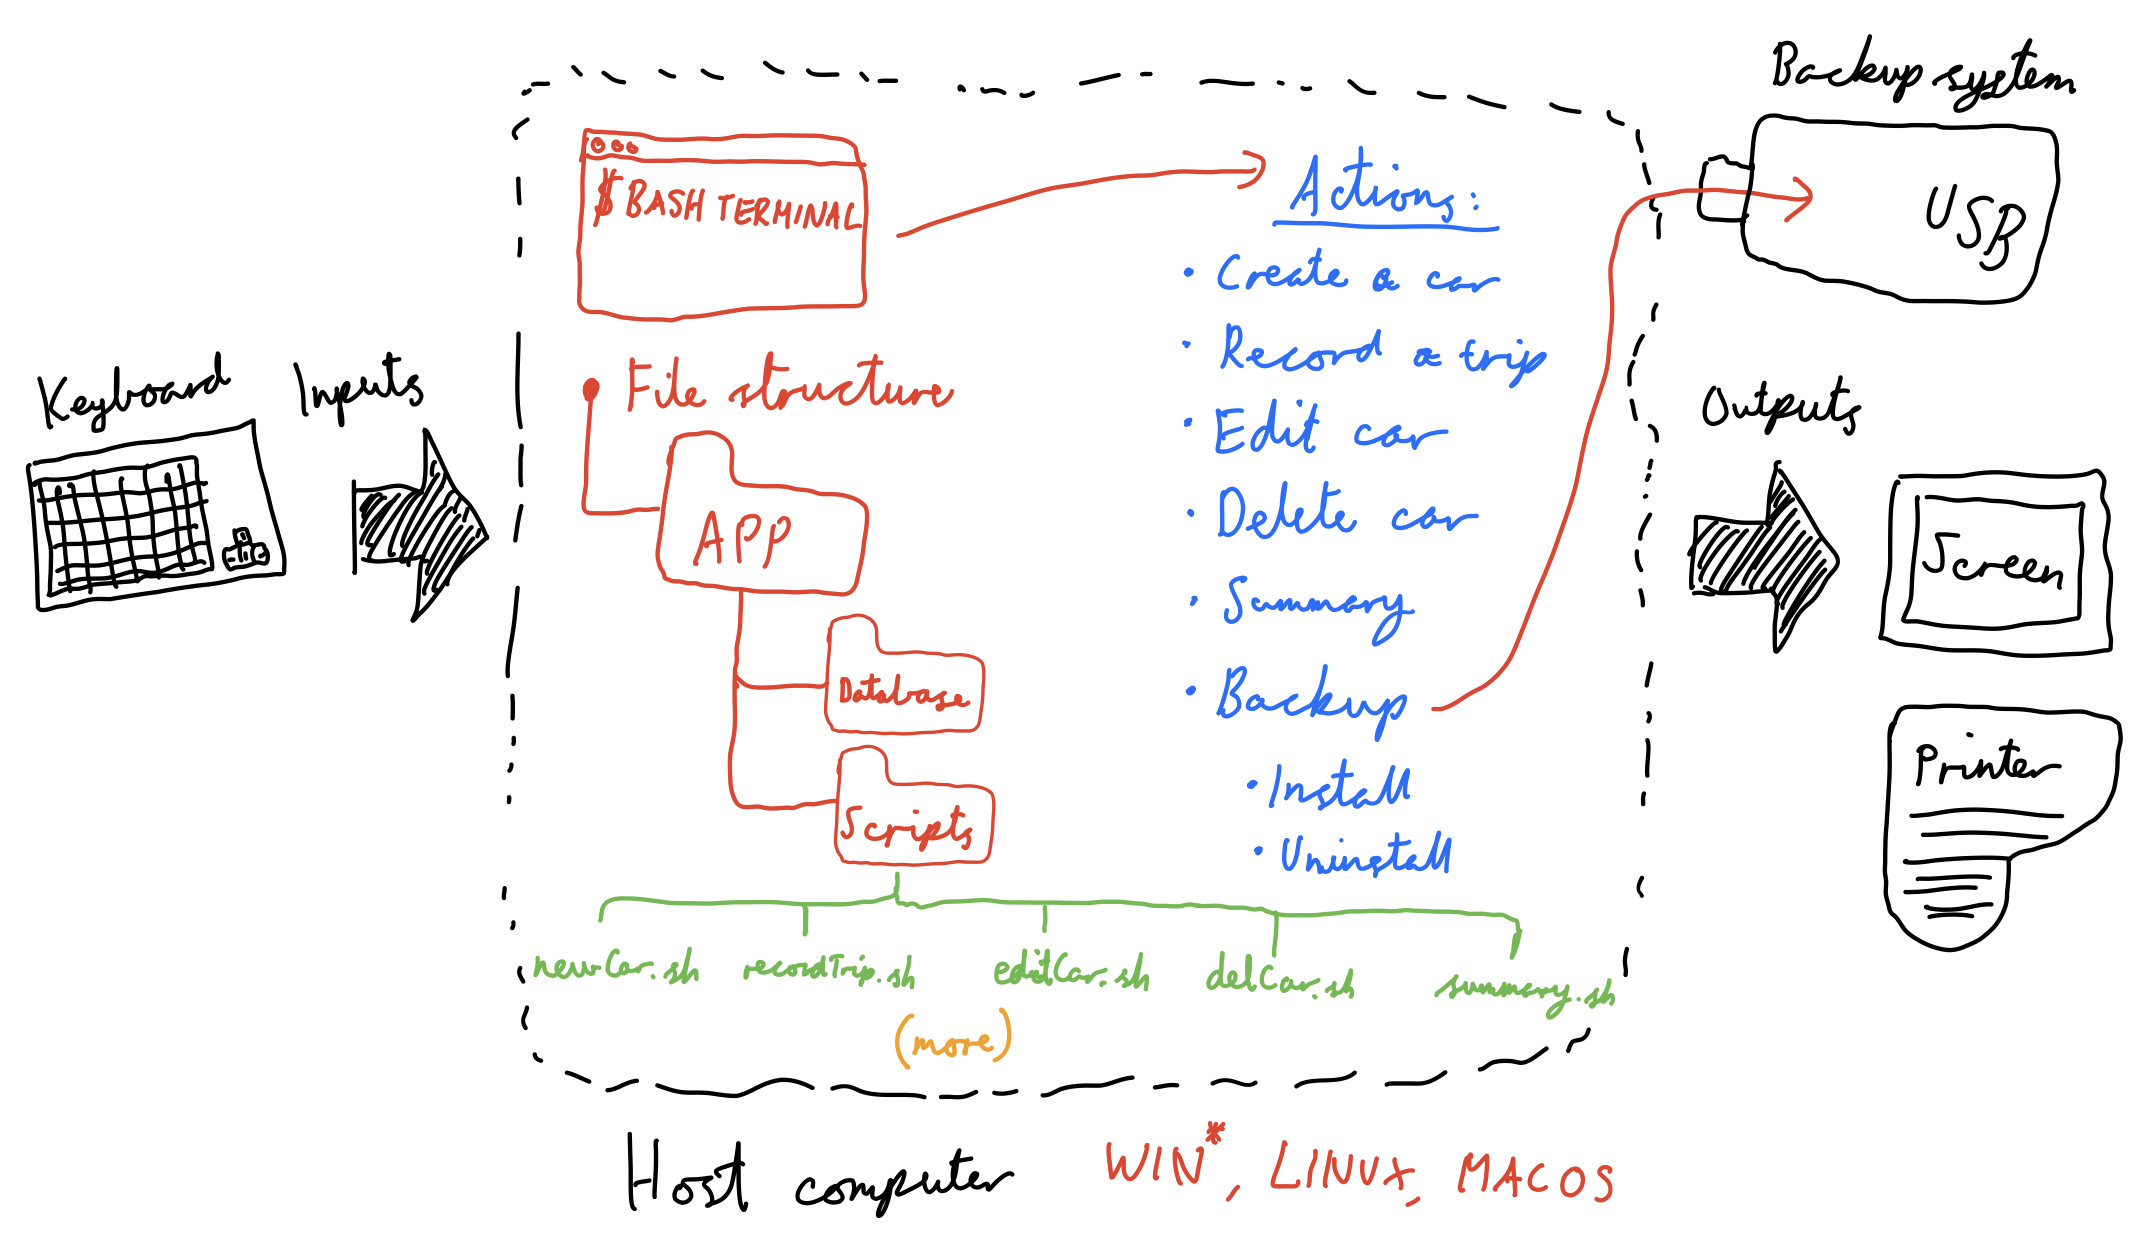 Backup system
USB
$ BASH TERMINAL
Actions:
• Create a car
• Record a trip
• Edit car
• Delete car
• Summary
• Backup
• Install
• Uninstall
Keyboard
Inputs
File structure
APP
Database
Scripts
newCar.sh
recordTrip.sh
editCar.sh
delCar.sh
summary.sh
(more)
Outputs
Screen
Printer
Host computer
WIN*, LINUX, MACOS